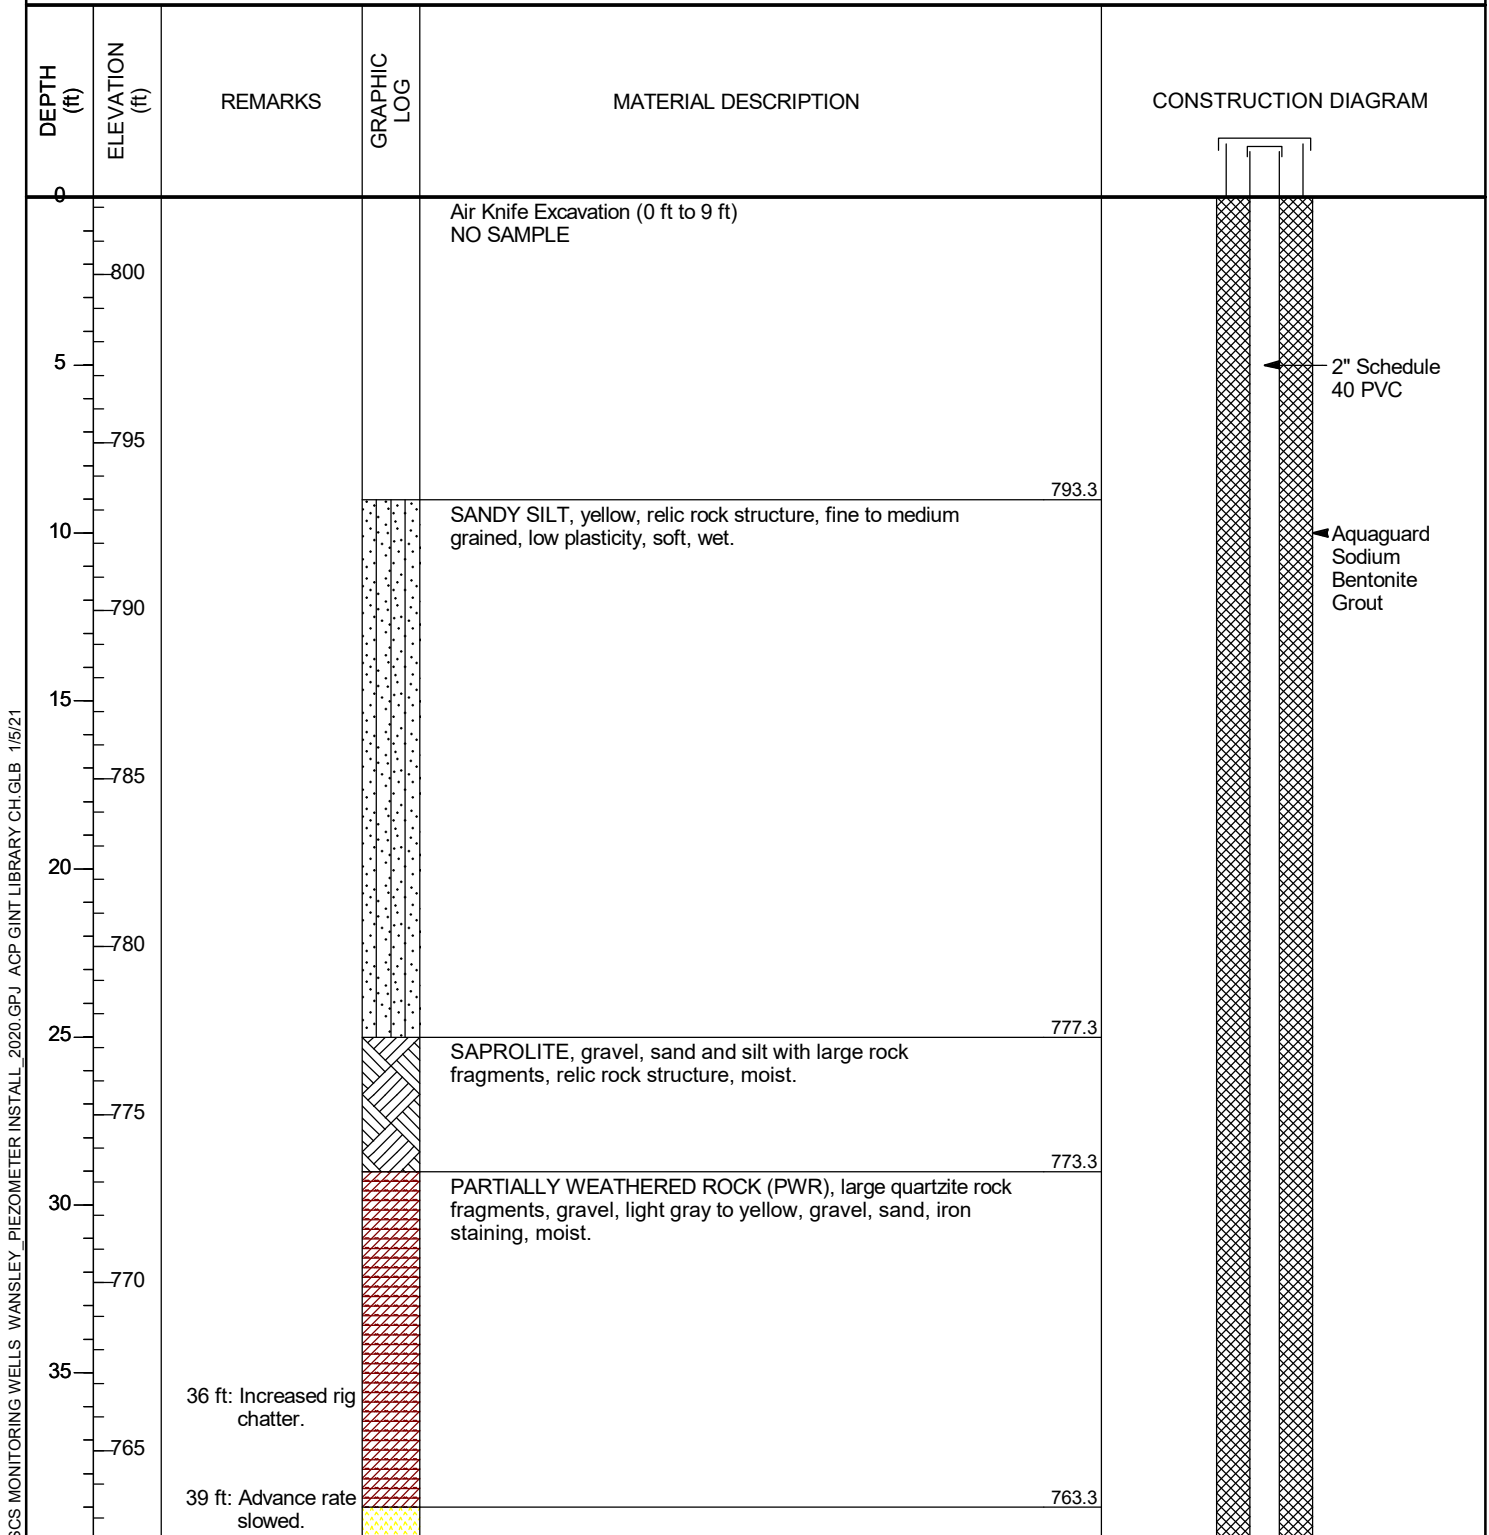 DEPTH
(ft)
ELEVATION
(ft)
REMARKS
GRAPHIC
LOG
MATERIAL DESCRIPTION
CONSTRUCTION DIAGRAM
0
Air Knife Excavation (0 ft to 9 ft)
NO SAMPLE
800
5
2" Schedule
40 PVC
795
793.3
SANDY SILT, yellow, relic rock structure, fine to medium
grained, low plasticity, soft, wet.
10
Aquaguard
Sodium
Bentonite
Grout
790
15
785
20
780
25
777.3
SAPROLITE, gravel, sand and silt with large rock
fragments, relic rock structure, moist.
775
773.3
PARTIALLY WEATHERED ROCK (PWR), large quartzite rock
fragments, gravel, light gray to yellow, gravel, sand, iron
staining, moist.
30
770
35
36 ft: Increased rig
chatter.
765
39 ft: Advance rate
slowed.
763.3
SCS MONITORING WELLS WANSLEY_PIEZOMETER INSTALL_2020.GPJ ACP GINT LIBRARY CH.GLB 1/5/21